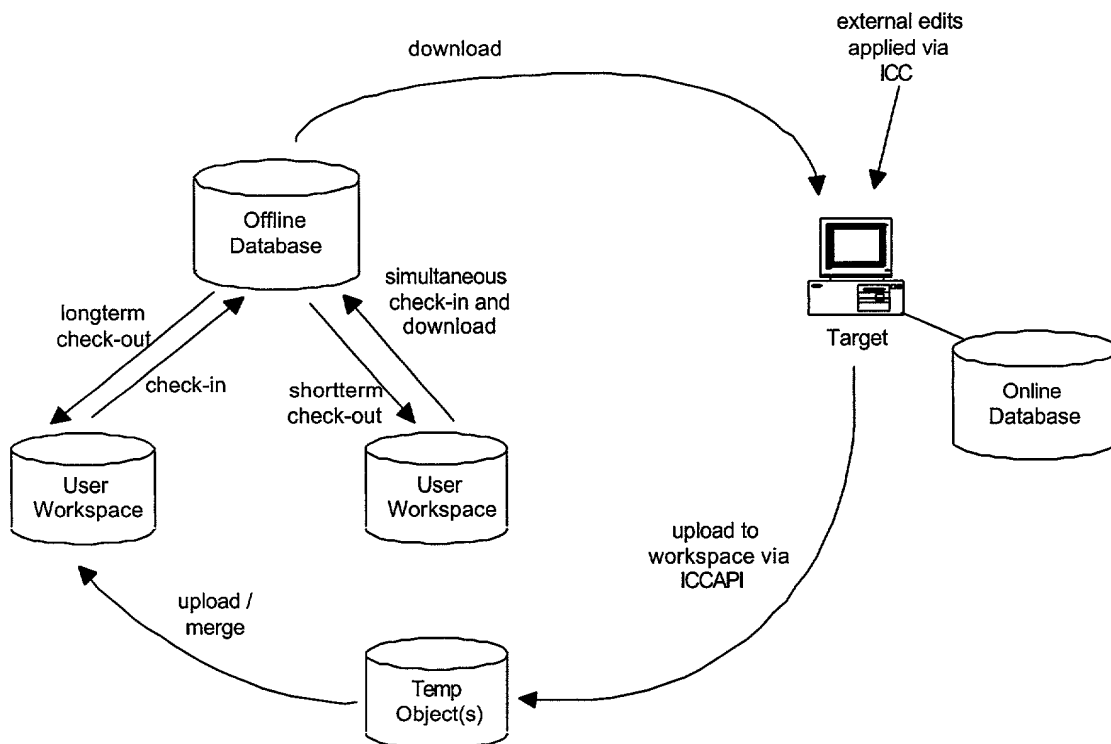 download
external edits
applied via
ICC
Offline
Database
simultaneous
check-in and
download
longterm
check-out
check-in
shortterm
check-out
Target
Online
Database
User
Workspace
User
Workspace
upload to
workspace via
ICCAPI
upload /
merge
Temp
Object(s)